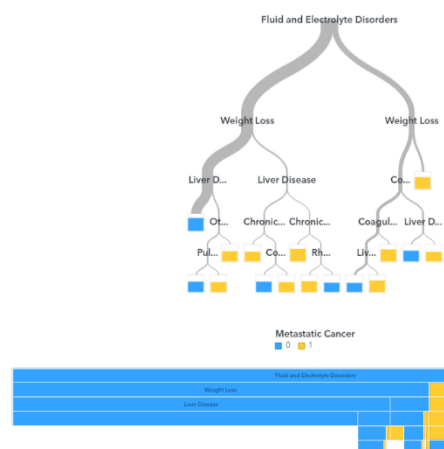 Fluid and Electrolyte Disorders
Weight Loss Weight Loss
Liver D... Liver Disease Co...
Ot... Chronic... Chronic... Coagul... Liver D...
Pul... Co... Rh... Liv...
Metastatic Cancer
0 1
Fluid and Electrolyte Disorders
Weight Loss
Liver Disease